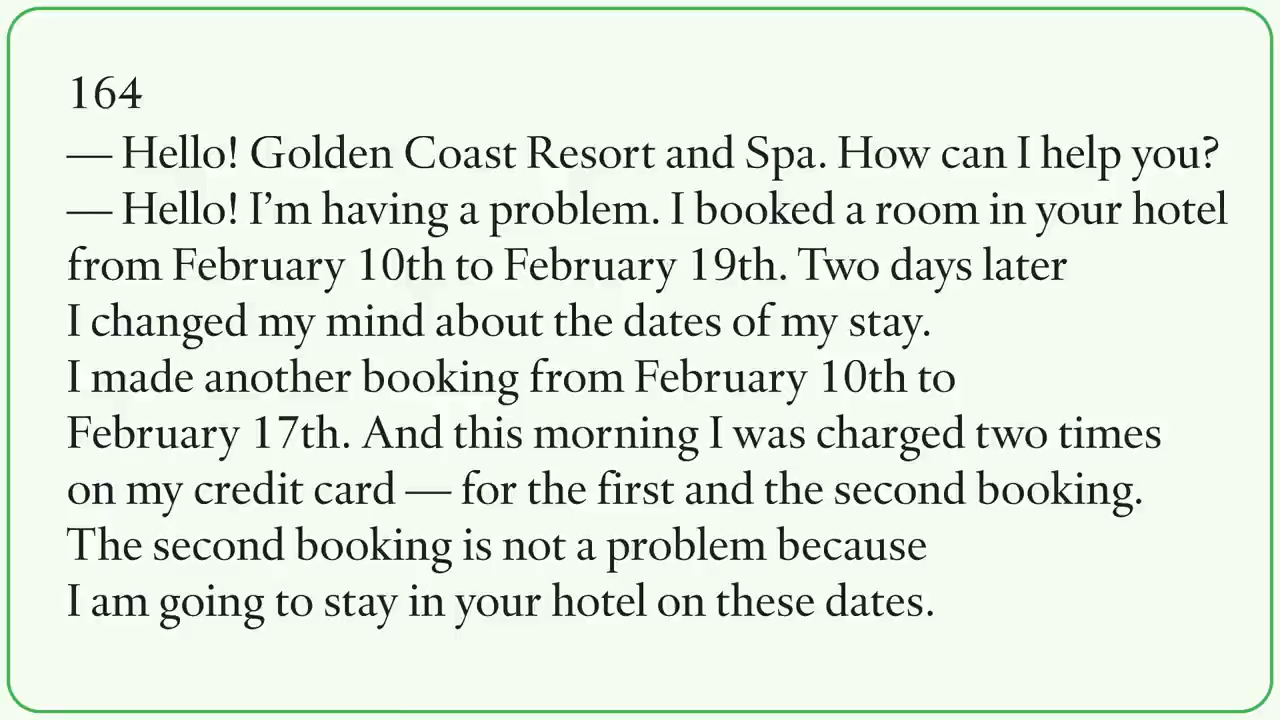 164
— Hello! Golden Coast Resort and Spa. How can I help you?
— Hello! I’m having a problem. I booked a room in your hotel
from February 10th to February 19th. Two days later
I changed my mind about the dates of my stay.
I made another booking from February 10th to
February 17th. And this morning I was charged two times
on my credit card — for the first and the second booking.
The second booking is not a problem because
I am going to stay in your hotel on these dates.